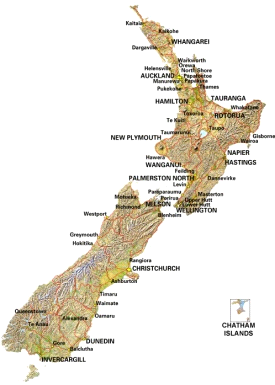 Kaitaia
Kaikohe
WHANGAREI
Dargaville
Warkworth
Helensville
Orewa
North Shore
AUCKLAND
Papatoetoe
Manurewa
Papakura
Pukekohe
Thames
HAMILTON
TAURANGA
Whakatane
Tokoroa
ROTORUA
Te Kuiti
Gisborne
Taumarunui
Taupo
Wairoa
NEW PLYMOUTH
NAPIER
Hawera
HASTINGS
WANGANUI
Feilding
PALMERSTON NORTH
Dannevirke
Levin
Paraparaumu
Masterton
Motueka
Porirua
Upper Hutt
Richmond
NELSON
Lower Hutt
WELLINGTON
Westport
Blenheim
Greymouth
Hokitika
Rangiora
CHRISTCHURCH
Ashburton
Timaru
Waimate
Queenstown
Oamaru
Alexandra
Te Anau
DUNEDIN
Gore
Balclutha
INVERCARGILL
CHATHAM
ISLANDS